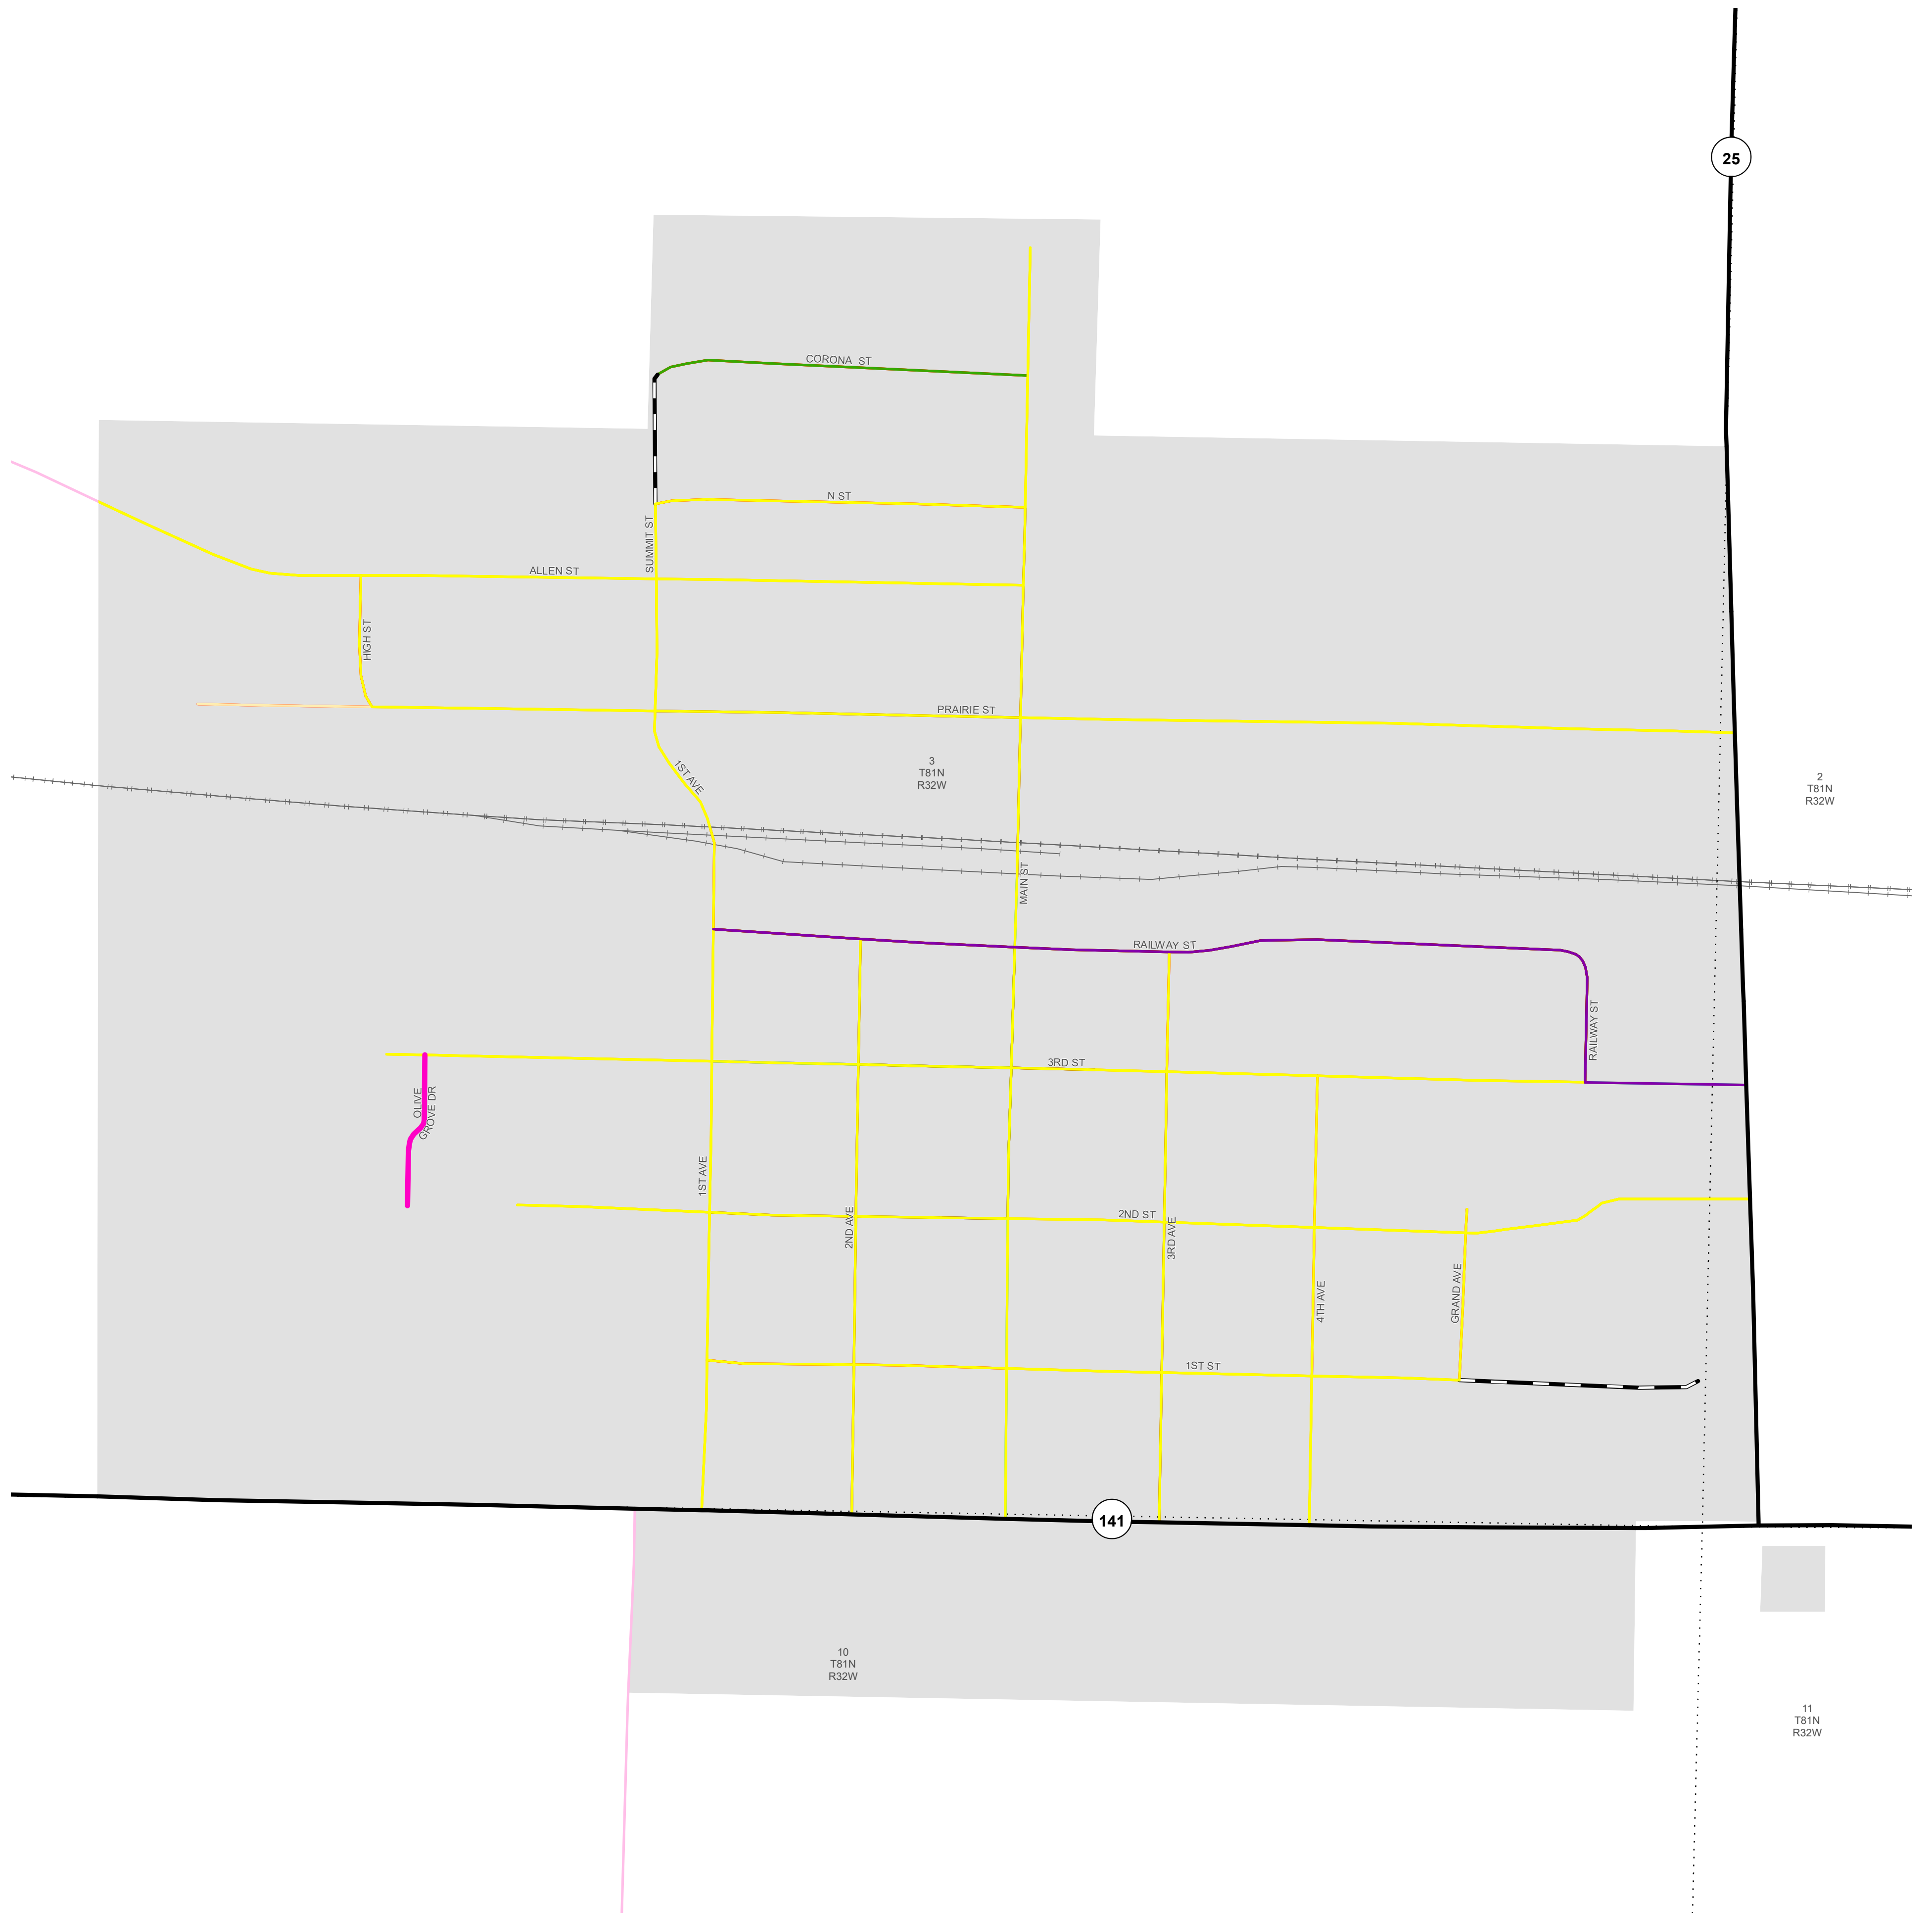 25
CORONA ST
N ST
SUMMIT ST
ALLEN ST
HIGH ST
PRAIRIE ST
1ST AVE
3
T81N
R32W
2
T81N
R32W
MAIN ST
RAILWAY ST
RAILWAY ST
3RD ST
OLIVE
GROVE DR
1ST AVE
2ND AVE
2ND ST
3RD AVE
4TH AVE
GRAND AVE
1ST ST
141
10
T81N
R32W
11
T81N
R32W